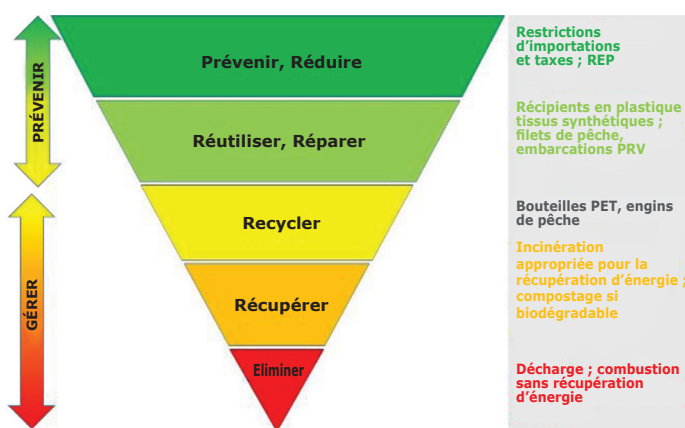 PRÉVENIR
GÉRER
Prévenir, Réduire
Réutiliser, Réparer
Recycler
Récupérer
Eliminer
Restrictions
d'importations
et taxes ; REP
Récipients en plastique
tissus synthétiques ;
filets de pêche,
embarcations PRV
Bouteilles PET, engins
de pêche
Incinération
appropriée pour la
récupération d'énergie ;
compostage si
biodégradable
Décharge ; combustion
sans récupération
d'énergie